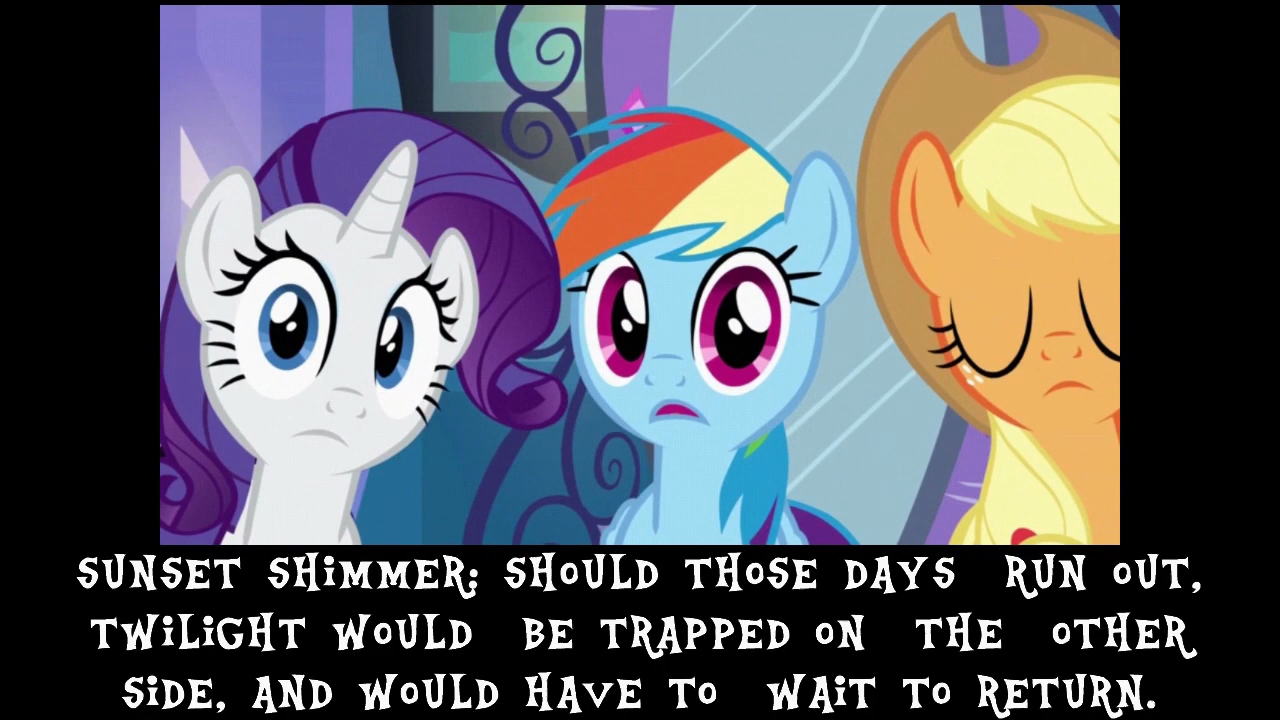 SUNSET SHiMMER: SHOULD THOSE DAYS RUN OUT,
TWiLiGHT WOULD BE TRAPPED ON THE OTHER
SiDE, AND WOULD HAVE TO WAiT TO RETURN.